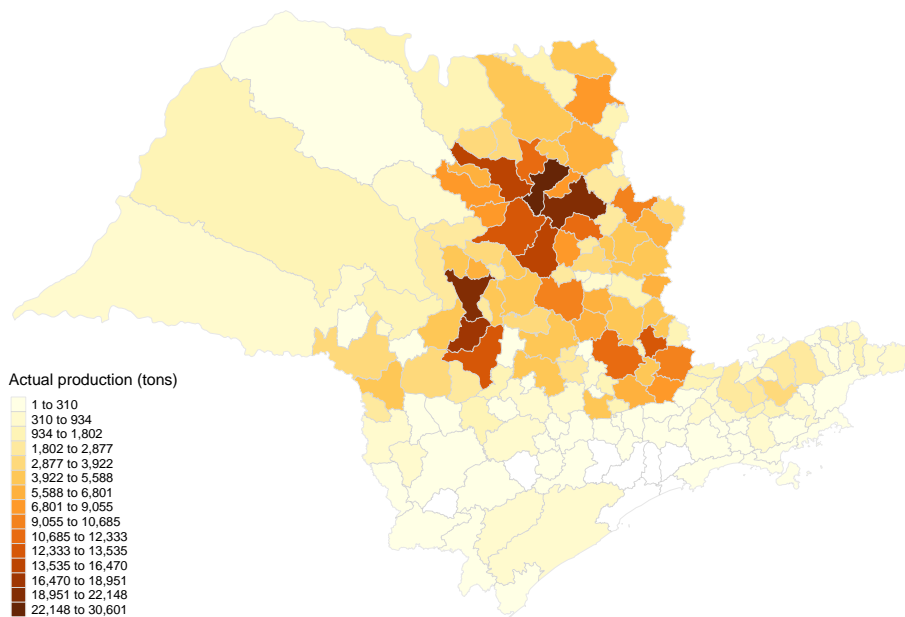 Actual production (tons)
1 to 310
310 to 934
934 to 1,802
1,802 to 2,877
2,877 to 3,922
3,922 to 5,588
5,588 to 6,801
6,801 to 9,055
9,055 to 10,685
10,685 to 12,333
12,333 to 13,535
13,535 to 16,470
16,470 to 18,951
18,951 to 22,148
22,148 to 30,601